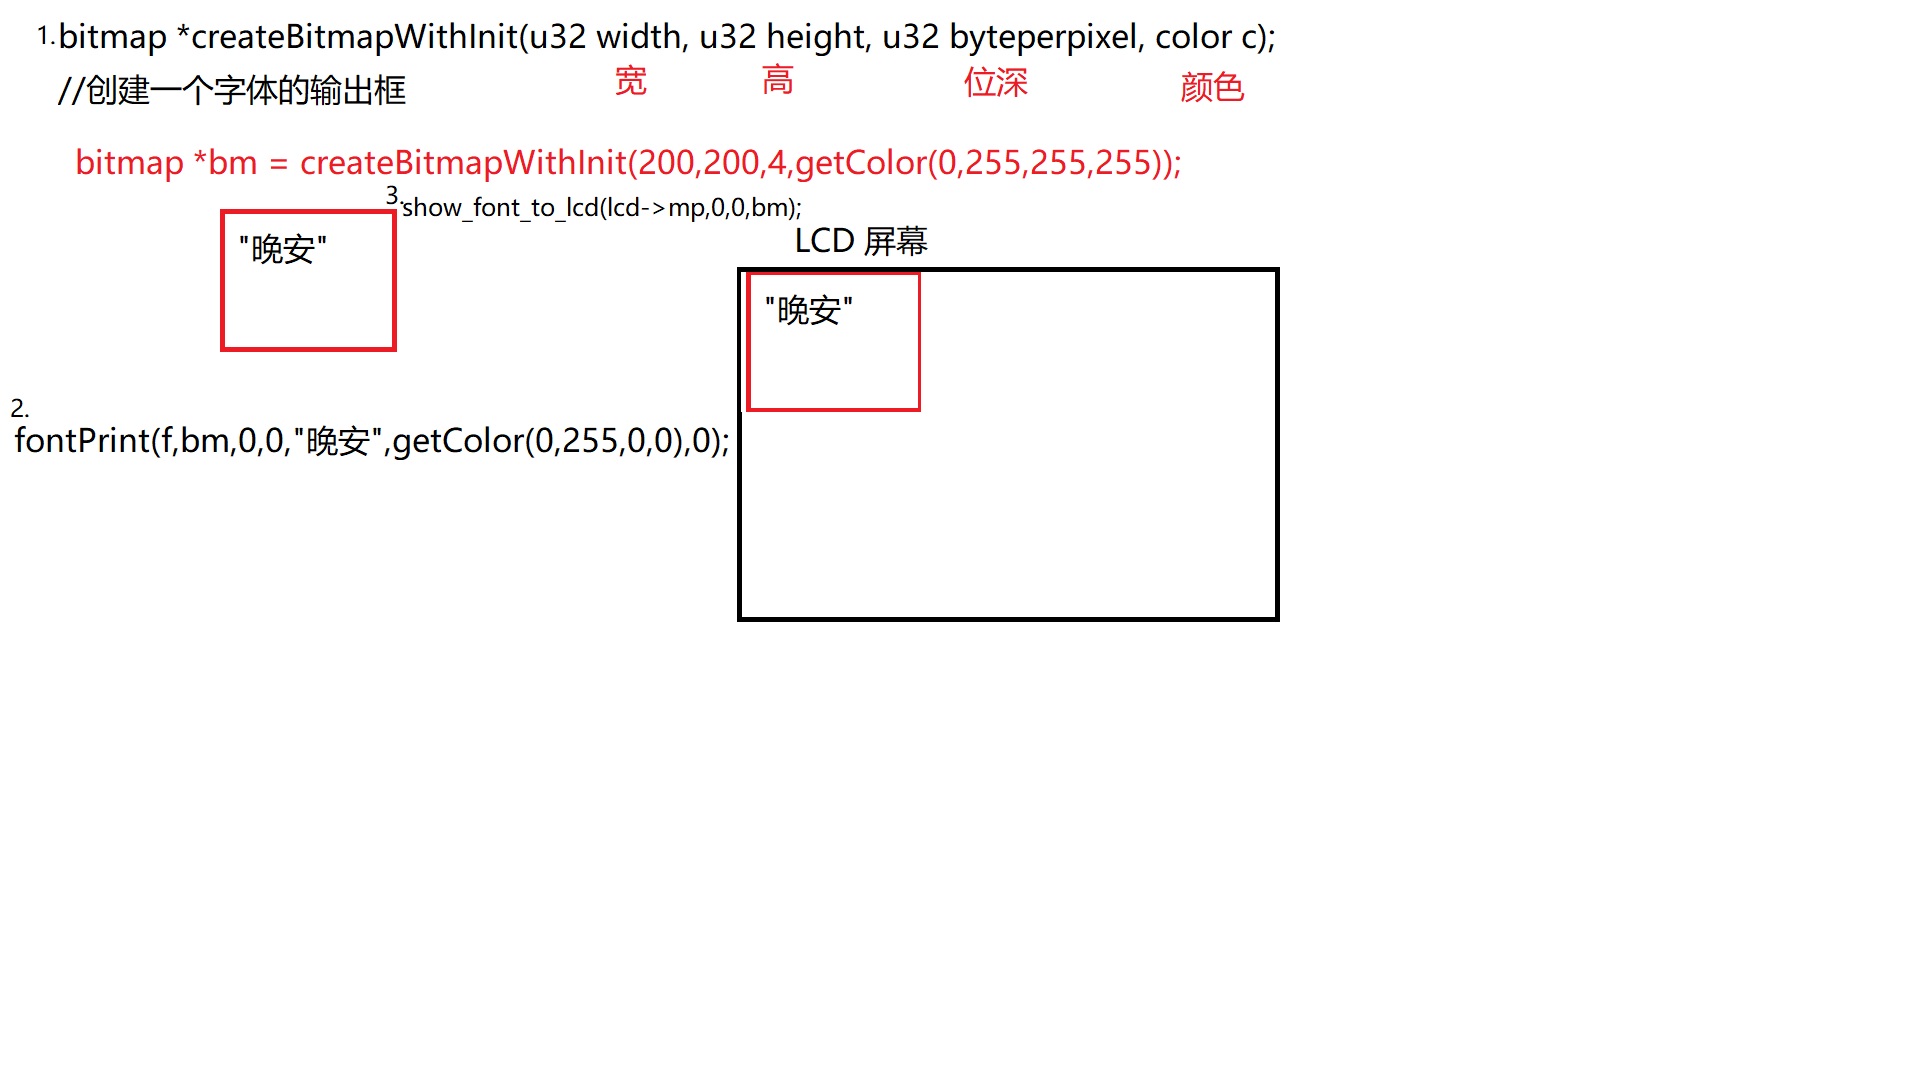 1.bitmap *createBitmapWithInit(u32 width, u32 height, u32 byteperpixel, color c);
宽 高 位深 颜色
//创建一个字体的输出框
bitmap *bm = createBitmapWithInit(200,200,4,getColor(0,255,255,255));
3.show_font_to_lcd(lcd->mp,0,0,bm);
"晚安"
LCD 屏幕
"晚安"
2.
fontPrint(f,bm,0,0,"晚安",getColor(0,255,0,0),0);